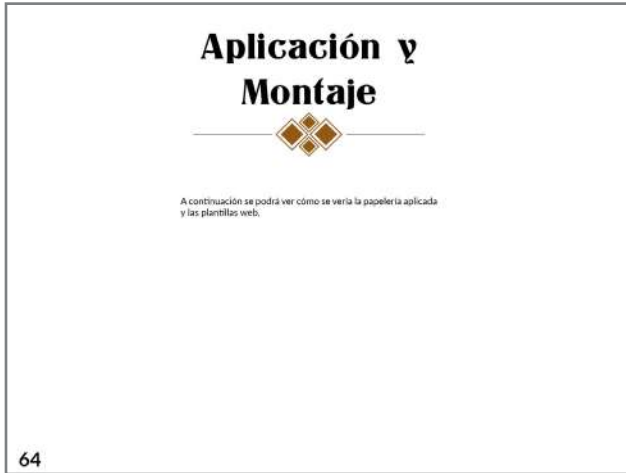 Aplicación y
Montaje
A continuación se podrá ver cómo se vería la papelería aplicada
y las plantillas web.
64